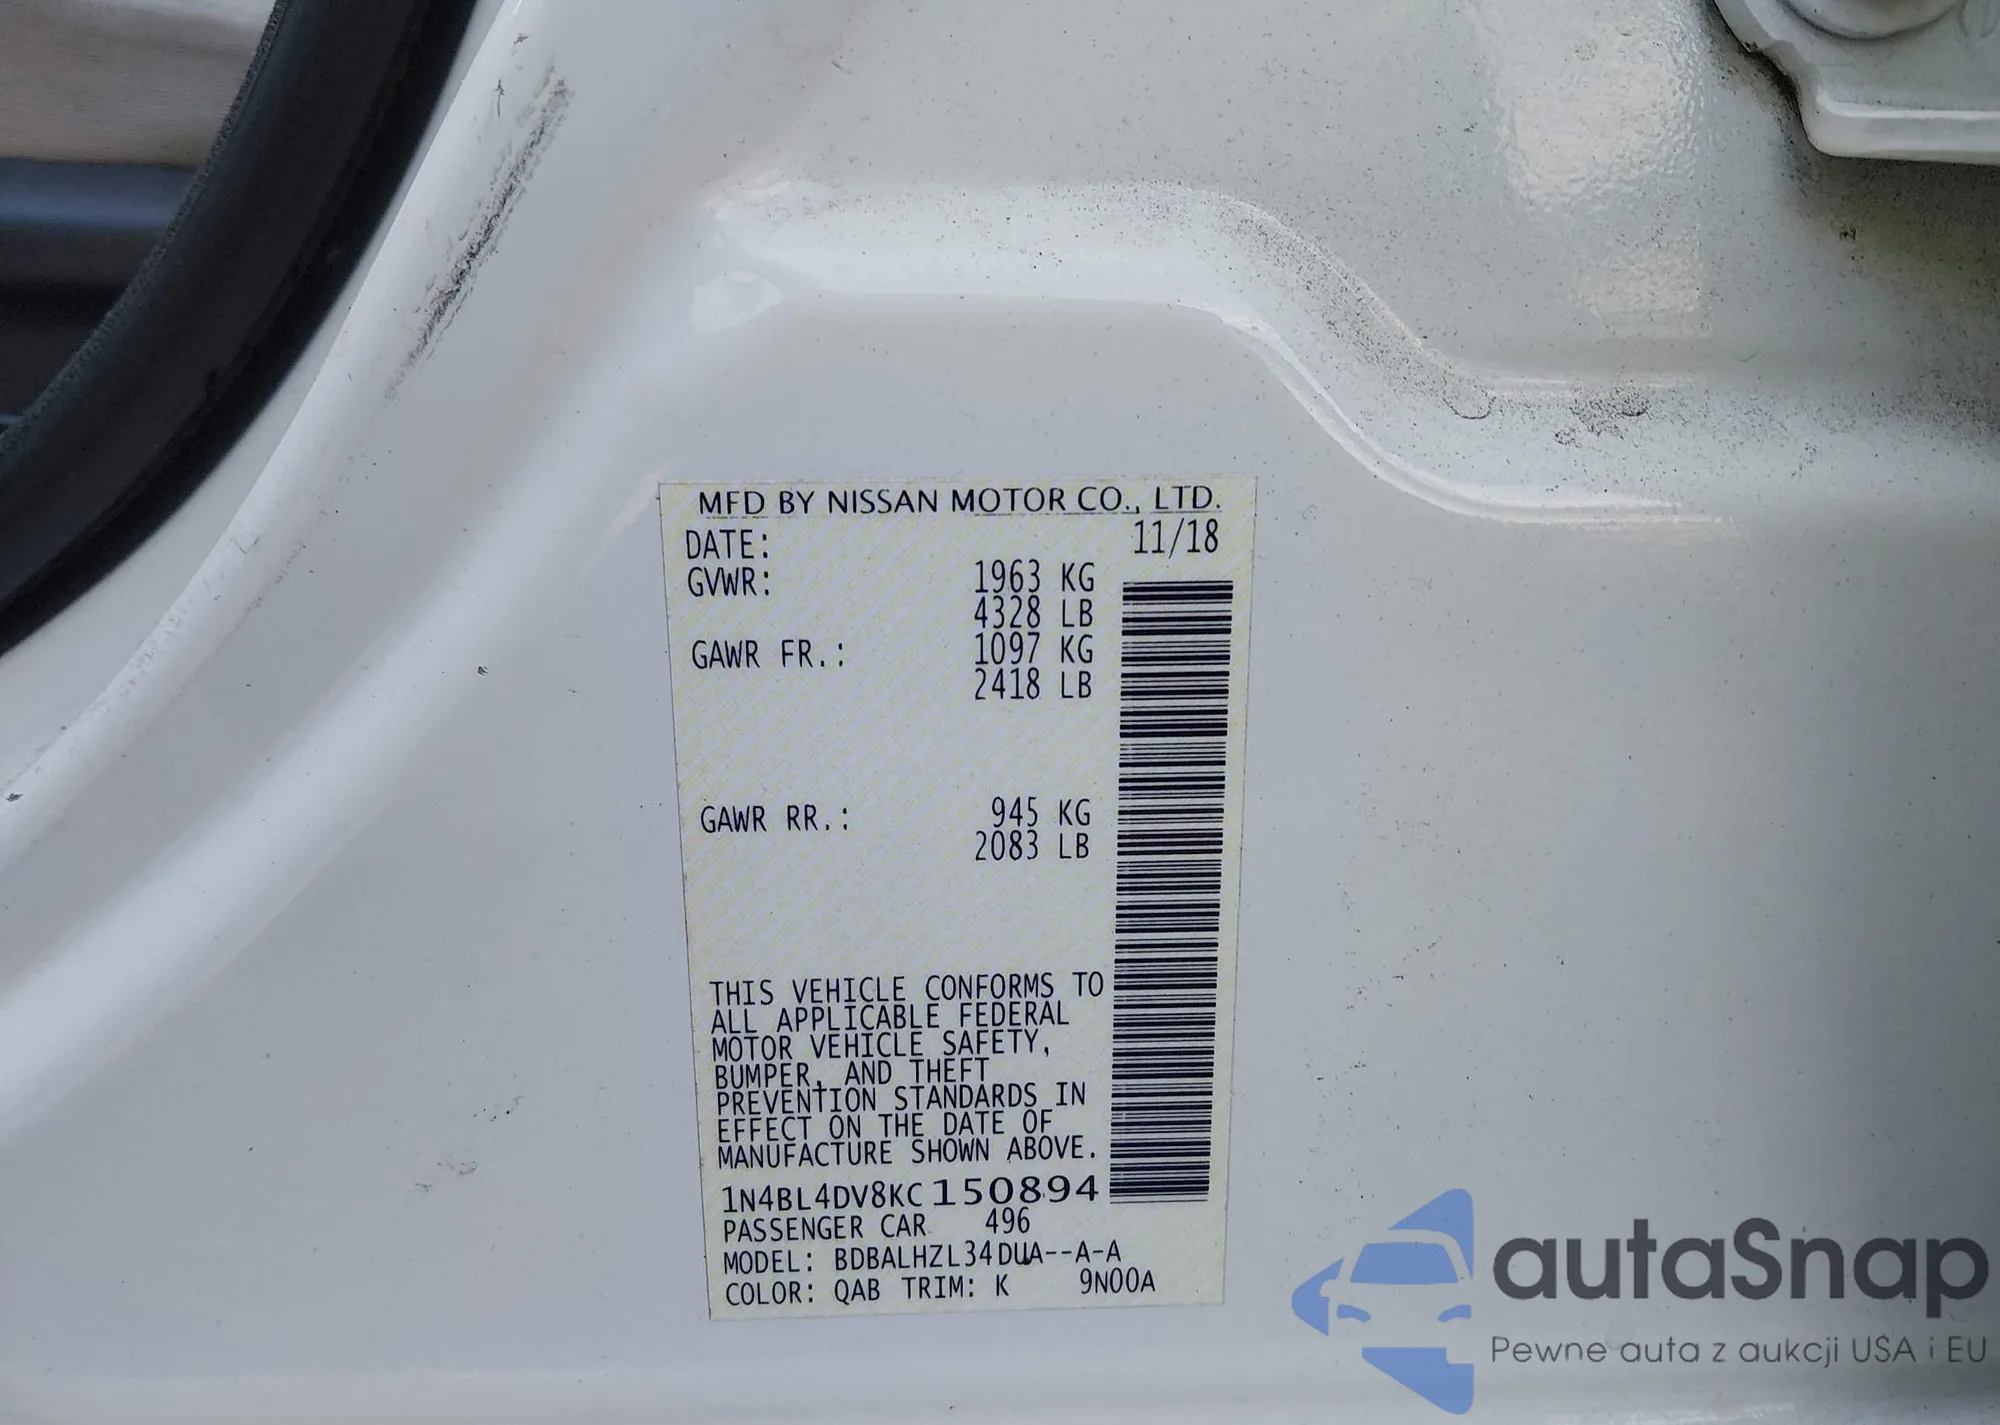 MFD BY NISSAN MOTOR CO., LTD.
DATE: 11/18
GVWR: 1963 KG
4328 LB
GAWR FR.: 1097 KG
2418 LB
GAWR RR.: 945 KG
2083 LB
THIS VEHICLE CONFORMS TO
ALL APPLICABLE FEDERAL
MOTOR VEHICLE SAFETY,
BUMPER, AND THEFT
PREVENTION STANDARDS IN
EFFECT ON THE DATE OF
MANUFACTURE SHOWN ABOVE.
1N4BL4DV8KC150894
PASSENGER CAR 496
MODEL: BDBALHZL34DUA--A-A
COLOR: QAB TRIM: K 9N00A
autoSnap
Pewne auta z aukcji USA i EU